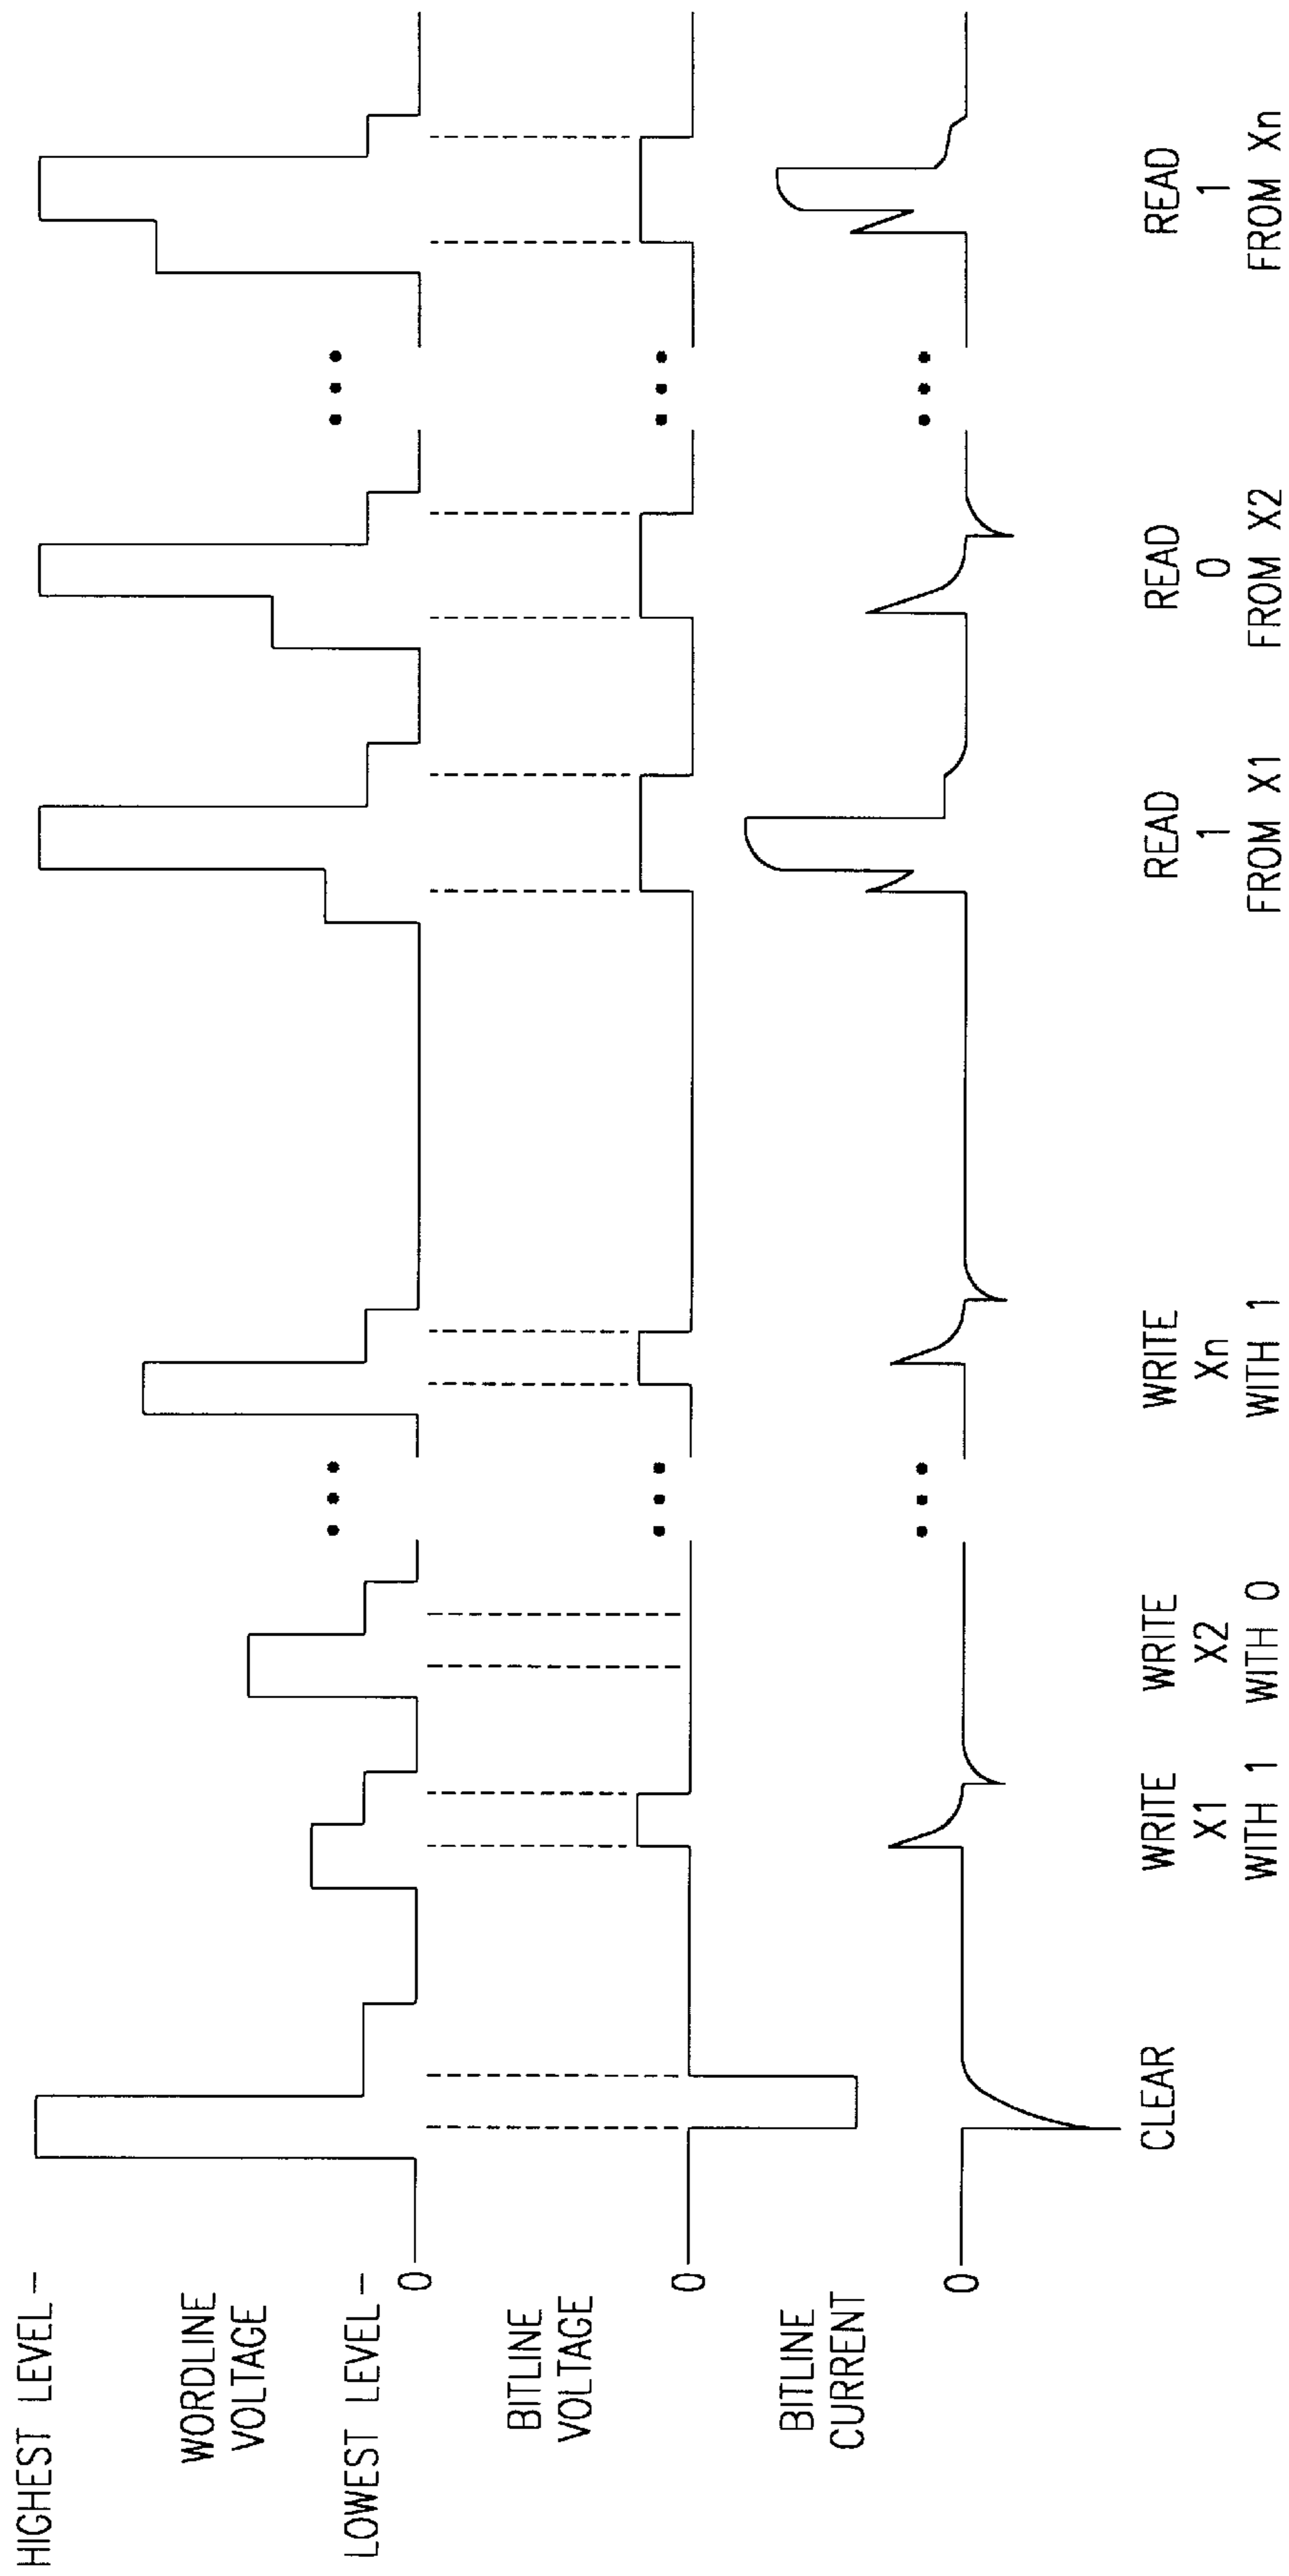 HIGHEST LEVEL
WORDLINE
VOLTAGE
LOWEST LEVEL
0
BITLINE
VOLTAGE
0
BITLINE
CURRENT
0
CLEAR
WRITE
X1
WITH 1
WRITE
X2
WITH 0
WRITE
Xn
WITH 1
READ
1
FROM X1
READ
0
FROM X2
READ
1
FROM Xn